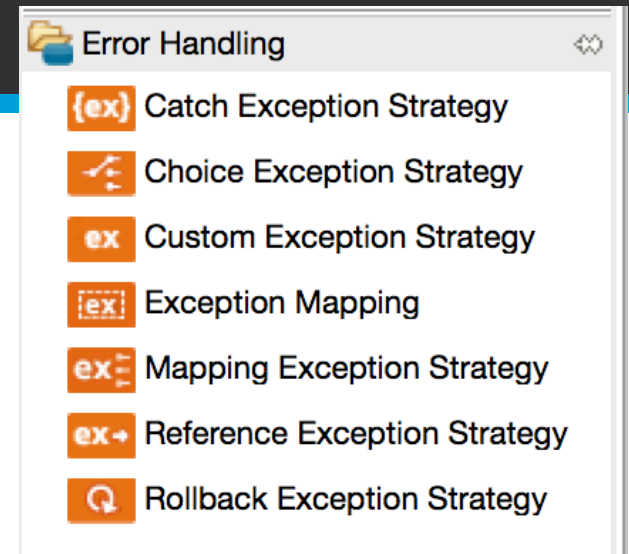 Error Handling
{ex} Catch Exception Strategy
Choice Exception Strategy
ex Custom Exception Strategy
ex Exception Mapping
ex Mapping Exception Strategy
ex Reference Exception Strategy
Rollback Exception Strategy